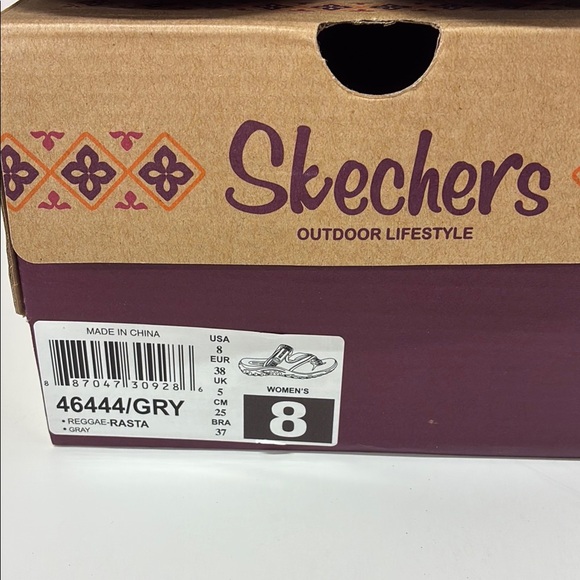 Skechers
OUTDOOR LIFESTYLE
MADE IN CHINA
8 87047 30928 6
46444/GRY
• REGGAE-RASTA
• GRAY
USA
8
EUR
38
UK
5
CM
25
BRA
37
WOMEN'S
8